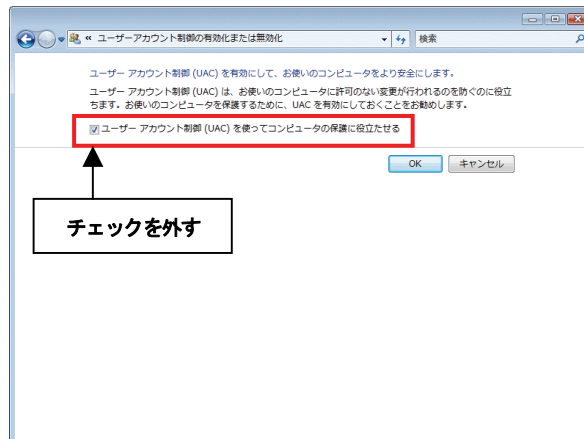 « ユーザーアカウント制御の有効化または無効化
検索
ユーザー アカウント制御 (UAC) を有効にして、お使いのコンピュータをより安全にします。
ユーザー アカウント制御 (UAC) は、お使いのコンピュータに許可のない変更が行われるのを防ぐのに役立
ちます。お使いのコンピュータを保護するために、UAC を有効にしておくことをお勧めします。
ユーザー アカウント制御 (UAC) を使ってコンピュータの保護に役立たせる
OK
キャンセル
チェックを外す